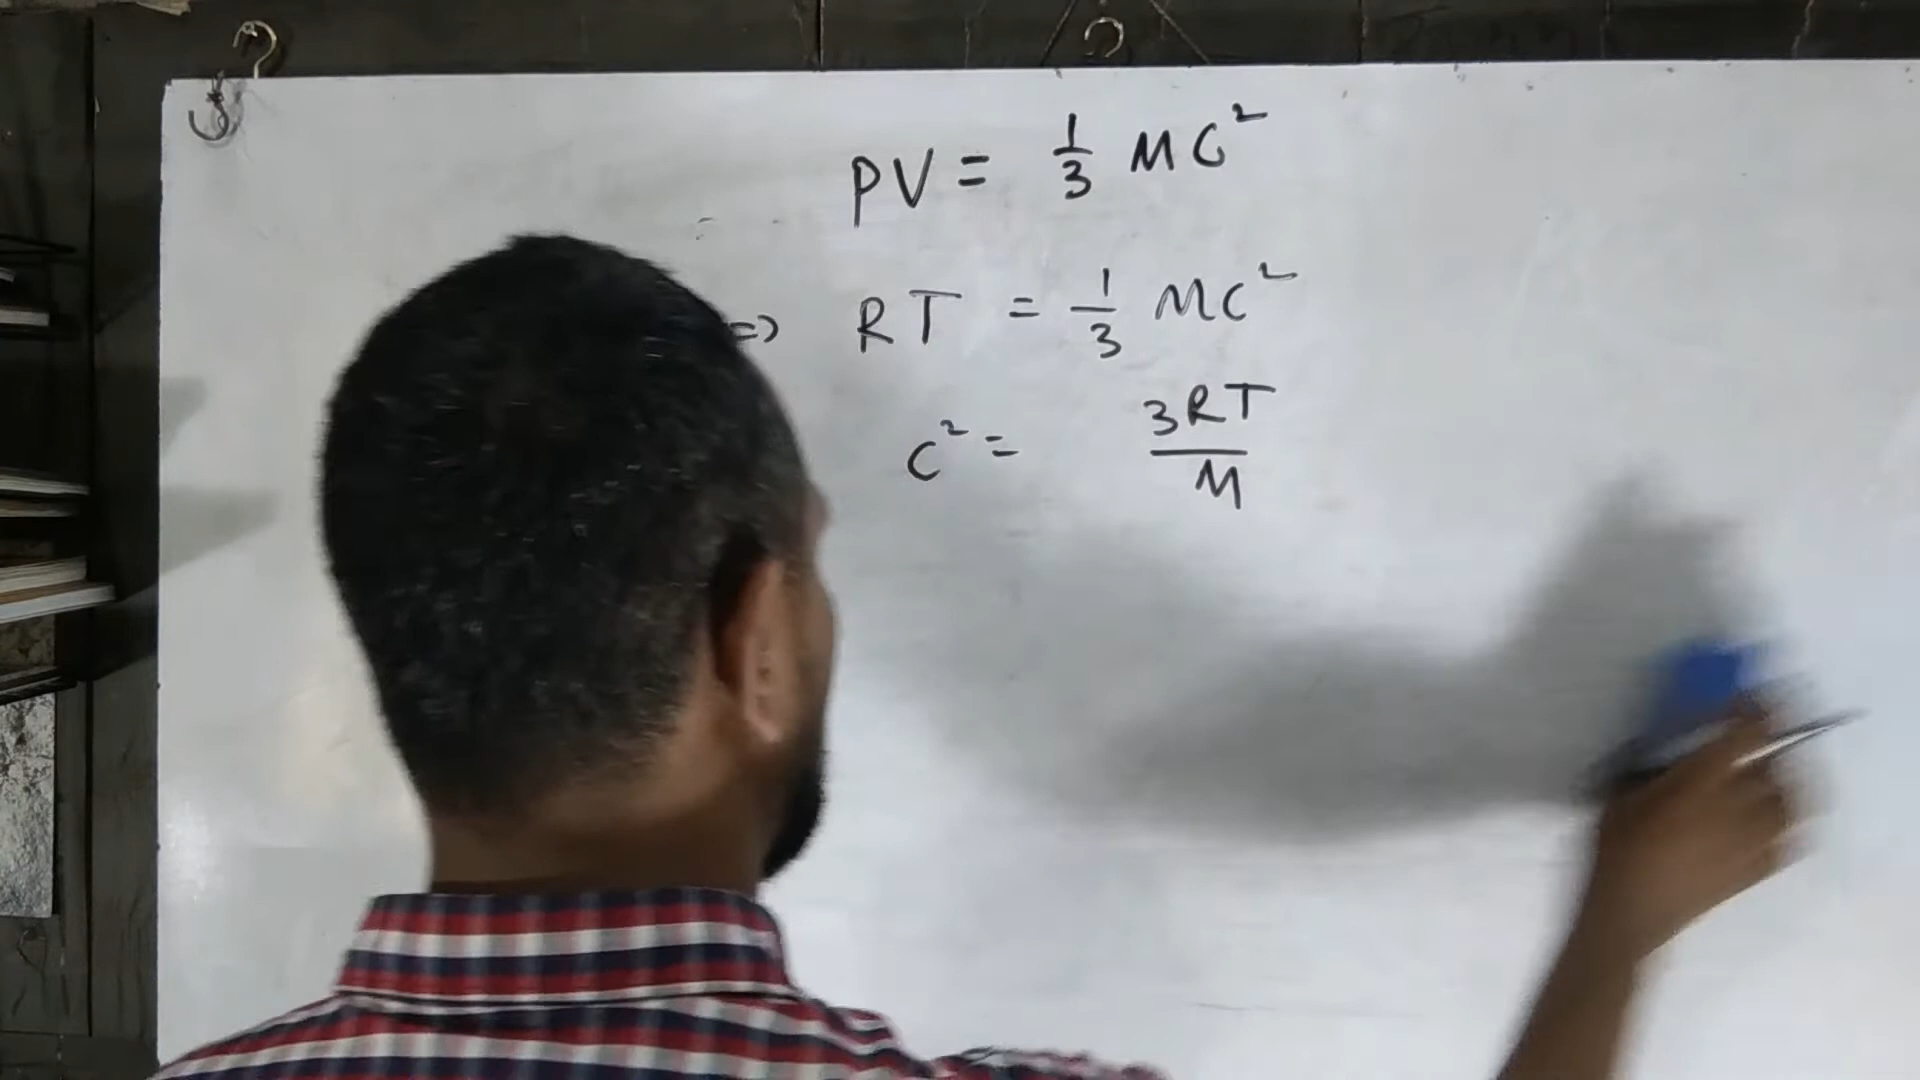 PV = 1/3 MC²
⇒ RT = 1/3 MC²
C² = 3RT/M